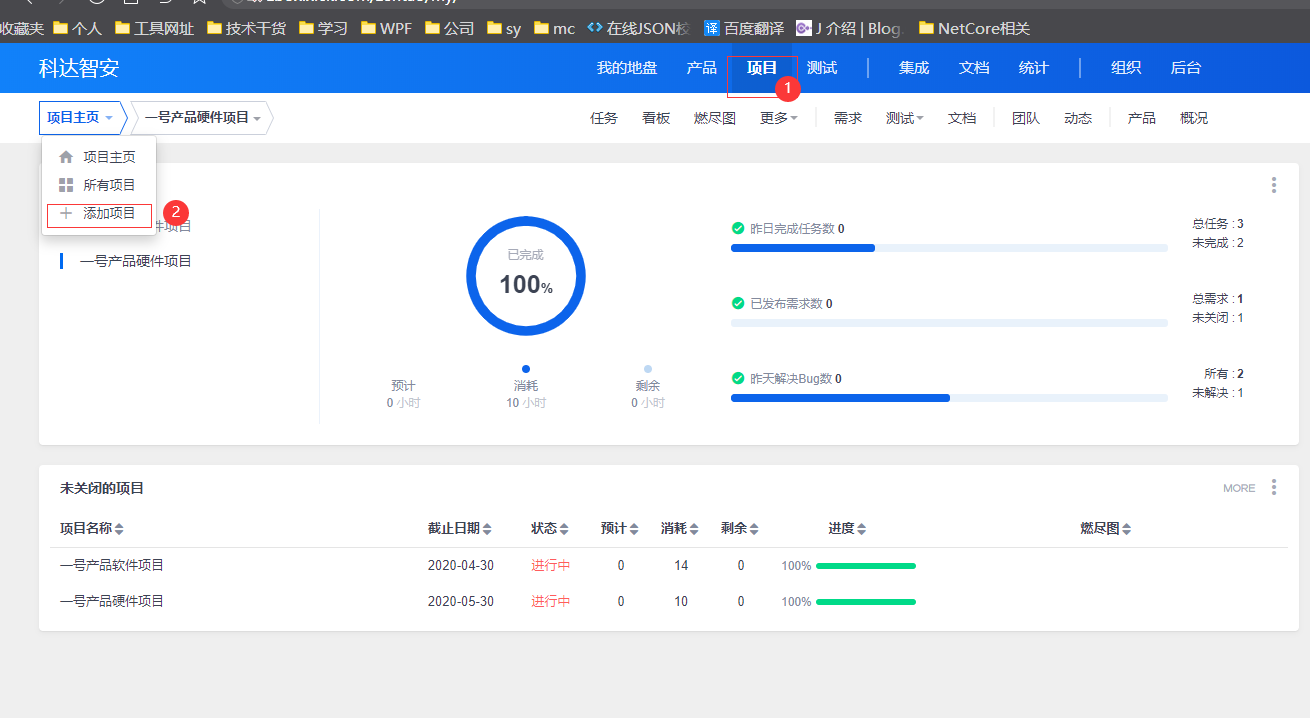 收藏夹 个人 工具网址 技术干货 学习 WPF 公司 sy mc 在线JSON校 译 百度翻译 J 介绍 | Blog. NetCore相关
科达智安 我的地盘 产品 项目 测试 集成 文档 统计 组织 后台
1
项目主页 一号产品硬件项目 任务 看板 燃尽图 更多 需求 测试 文档 团队 动态 产品 概况
项目主页
所有项目
添加项目 2
件项目
一号产品硬件项目
已完成
100%
预计 消耗 剩余
0 小时 10 小时 0 小时
昨日完成任务数 0 总任务 : 3
未完成 : 2
已发布需求数 0 总需求 : 1
未关闭 : 1
昨天解决Bug数 0 所有 : 2
未解决 : 1
未关闭的项目 MORE
项目名称 截止日期 状态 预计 消耗 剩余 进度 燃尽图
一号产品软件项目 2020-04-30 进行中 0 14 0 100%
一号产品硬件项目 2020-05-30 进行中 0 10 0 100%